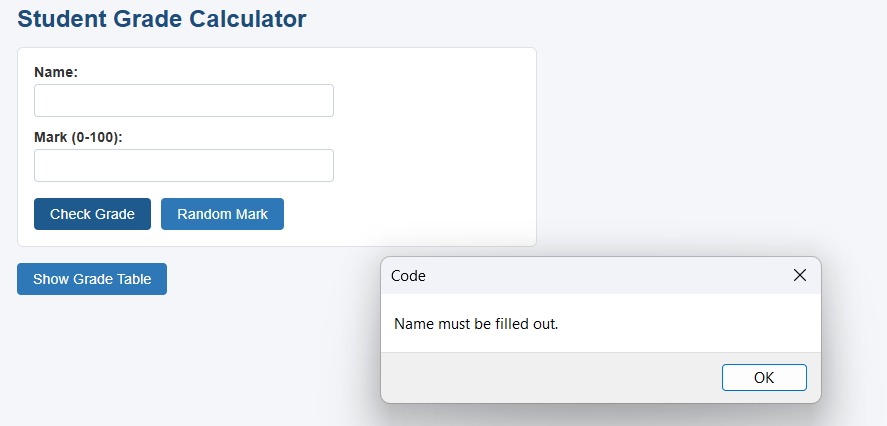 Student Grade Calculator
Name:
Mark (0-100):
Check Grade
Random Mark
Show Grade Table
Code
Name must be filled out.
OK